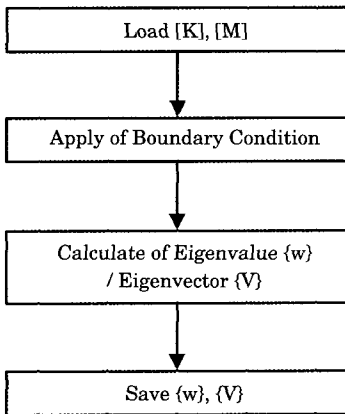 Load [K], [M]
Apply of Boundary Condition
Calculate of Eigenvalue {w}
/ Eigenvector {V}
Save {w}, {V}